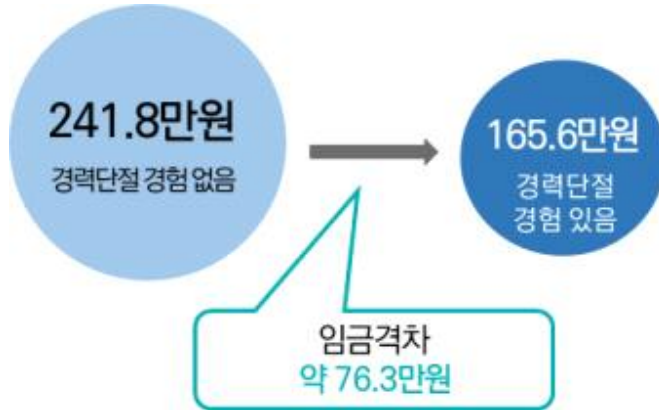 241.8만원
경력단절 경험 없음
165.6만원
경력단절
경험 있음
임금격차
약 76.3만원